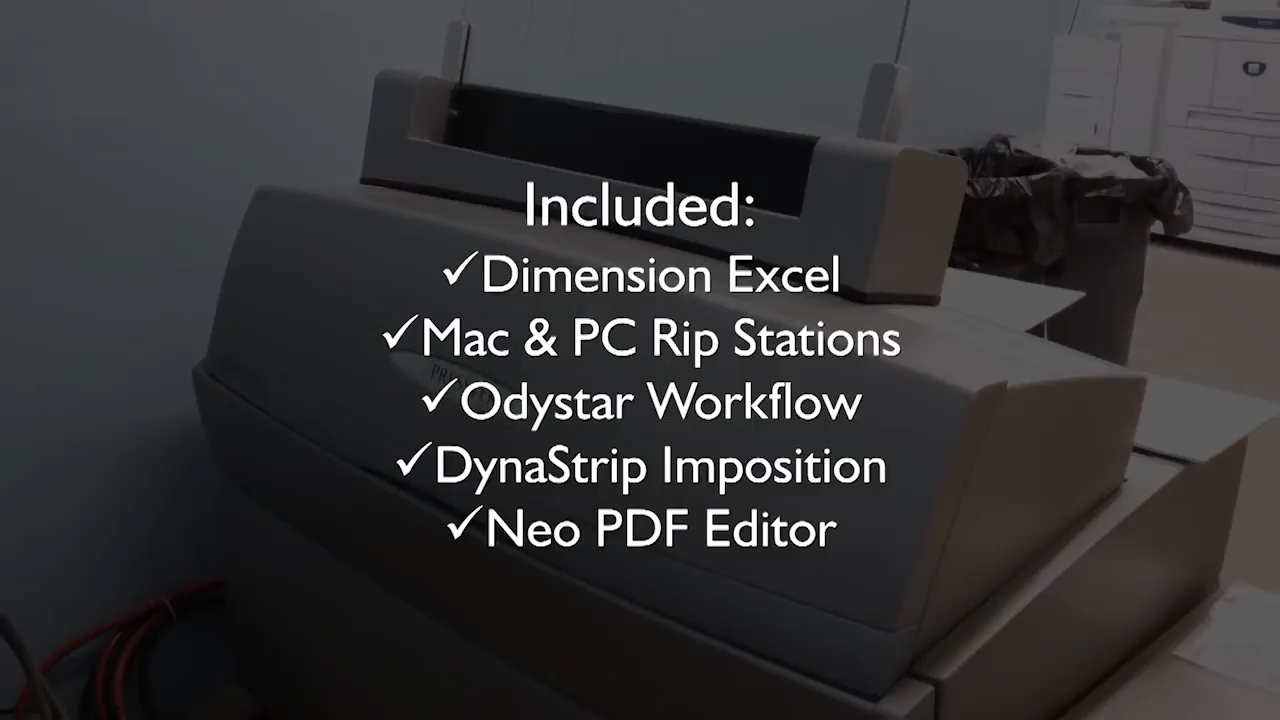 Included:
✓Dimension Excel
✓Mac & PC Rip Stations
✓Odystar Workflow
✓DynaStrip Imposition
✓Neo PDF Editor